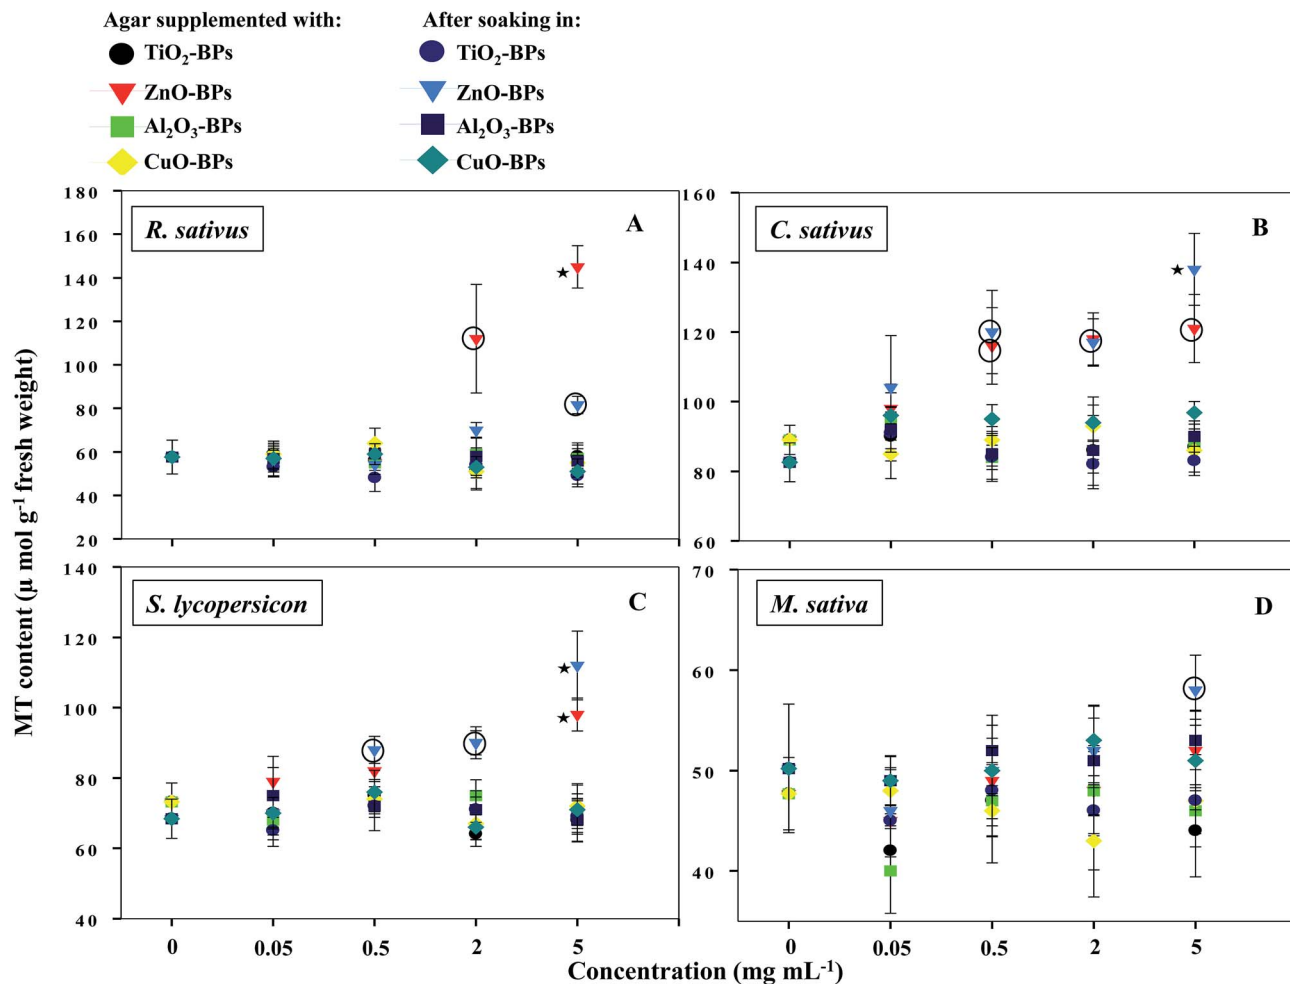 Agar supplemented with: After soaking in:
TiO₂-BPs TiO₂-BPs
ZnO-BPs ZnO-BPs
Al₂O₃-BPs Al₂O₃-BPs
CuO-BPs CuO-BPs
MT content (µ mol g⁻¹ fresh weight)
R. sativus A
180
160
140
120
100
80
60
40
20
C. sativus B
160
140
120
100
80
60
S. lycopersicon C
140
120
100
80
60
40
0 0.05 0.5 2 5
M. sativa D
70
60
50
40
0 0.05 0.5 2 5
Concentration (mg mL⁻¹)